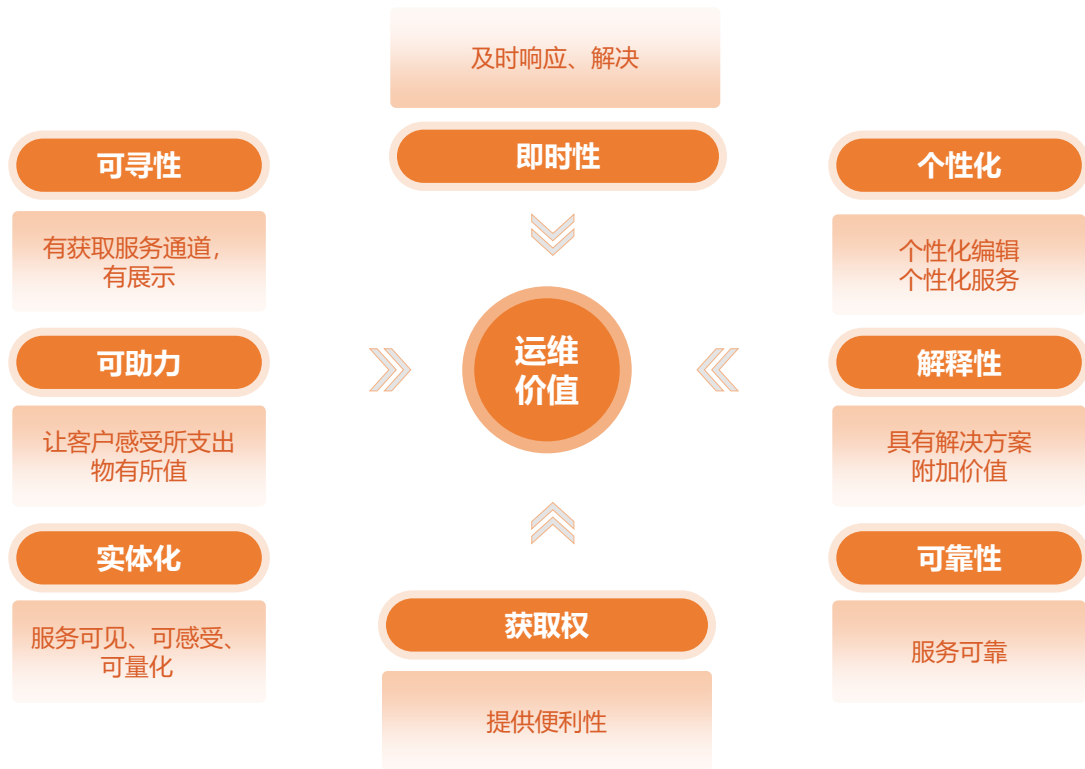 及时响应、解决
即时性
可寻性
有获取服务通道，
有展示
可助力
让客户感受所支出
物有所值
实体化
服务可见、可感受、
可量化
运维
价值
个性化
个性化编辑
个性化服务
解释性
具有解决方案
附加价值
可靠性
服务可靠
获取权
提供便利性